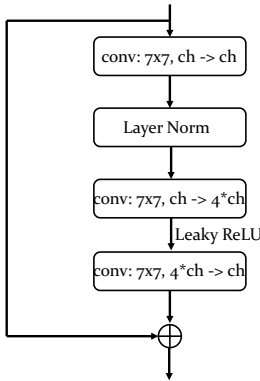 conv: 7x7, ch -> ch
Layer Norm
conv: 7x7, ch -> 4*ch
Leaky ReLU
conv: 7x7, 4*ch -> ch